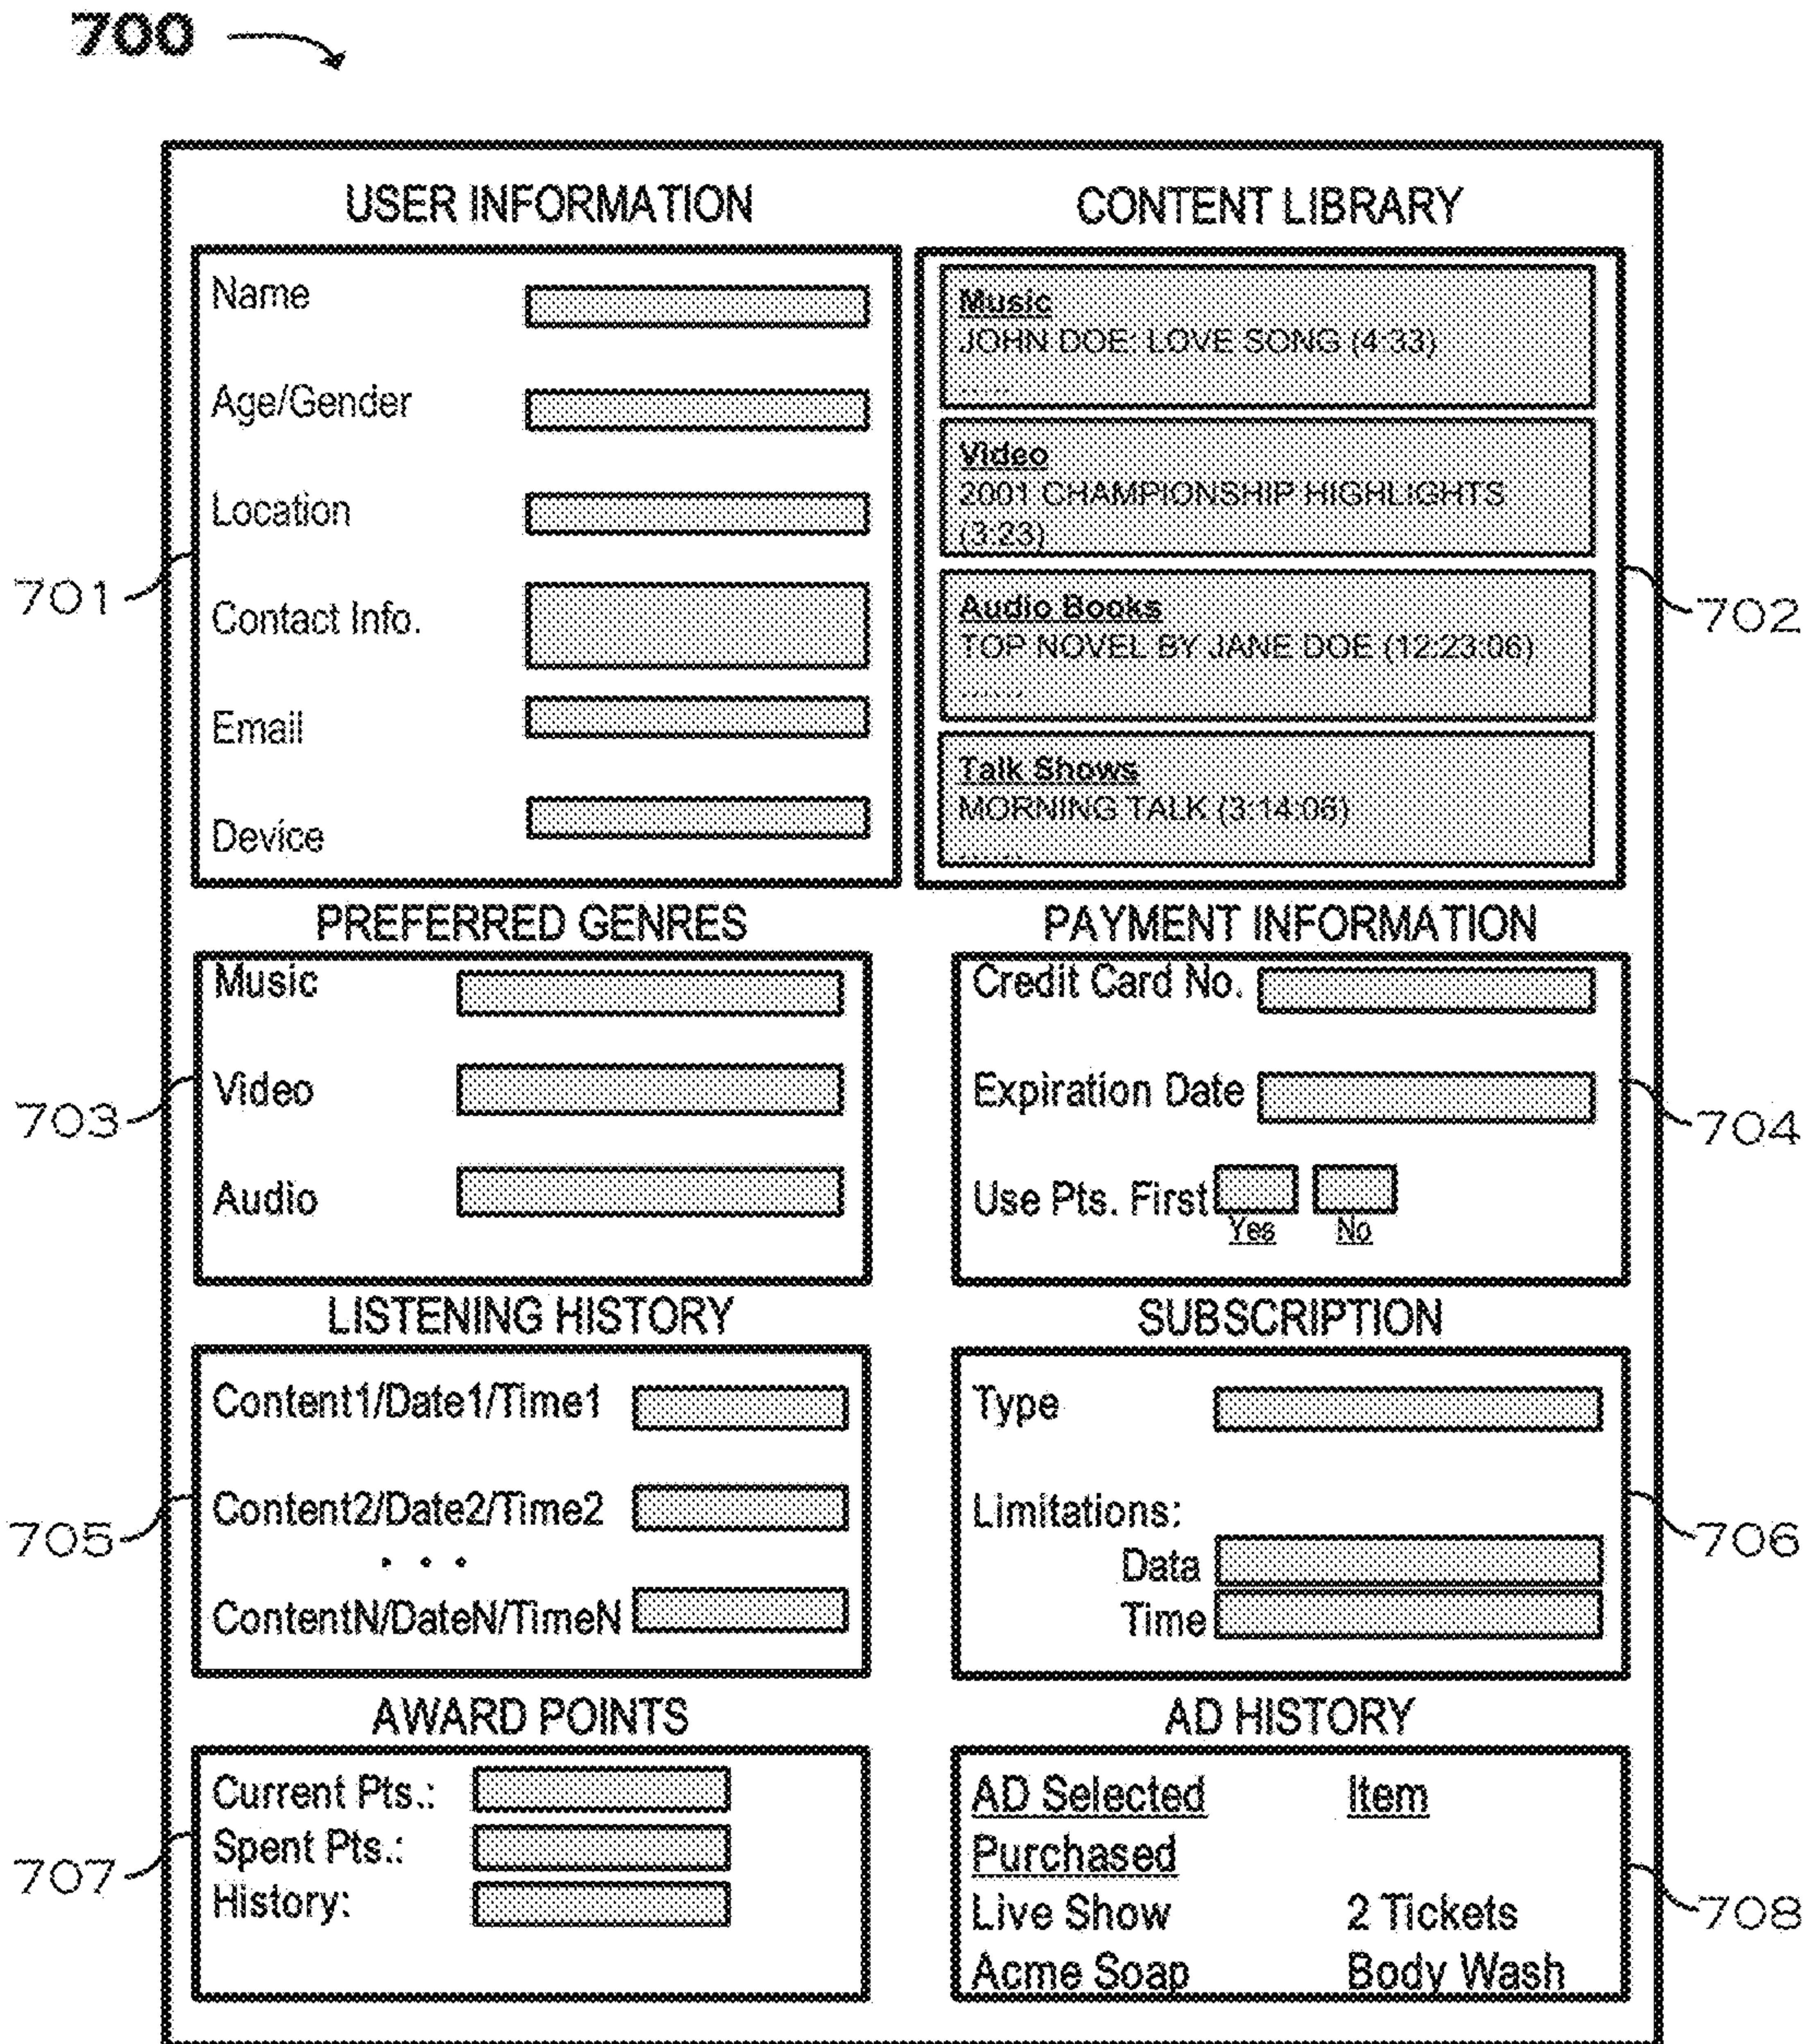 700
USER INFORMATION
Name
Age/Gender
Location
Contact Info.
Email
Device
701
CONTENT LIBRARY
Music
JOHN DOE: LOVE SONG (4:33)
.....
Video
2001 CHAMPIONSHIP HIGHLIGHTS
(3:23)
Audio Books
TOP NOVEL BY JANE DOE (12:23:06)
......
Talk Shows
MORNING TALK (3:14:06)
......
702
PREFERRED GENRES
Music
Video
Audio
703
PAYMENT INFORMATION
Credit Card No.
Expiration Date
Use Pts. First
Yes No
704
LISTENING HISTORY
Content1/Date1/Time1
Content2/Date2/Time2
. . .
ContentN/DateN/TimeN
705
SUBSCRIPTION
Type
Limitations:
Data
Time
706
AWARD POINTS
Current Pts.:
Spent Pts.:
History:
707
AD HISTORY
AD Selected Item
Purchased
Live Show 2 Tickets
Acme Soap Body Wash
708